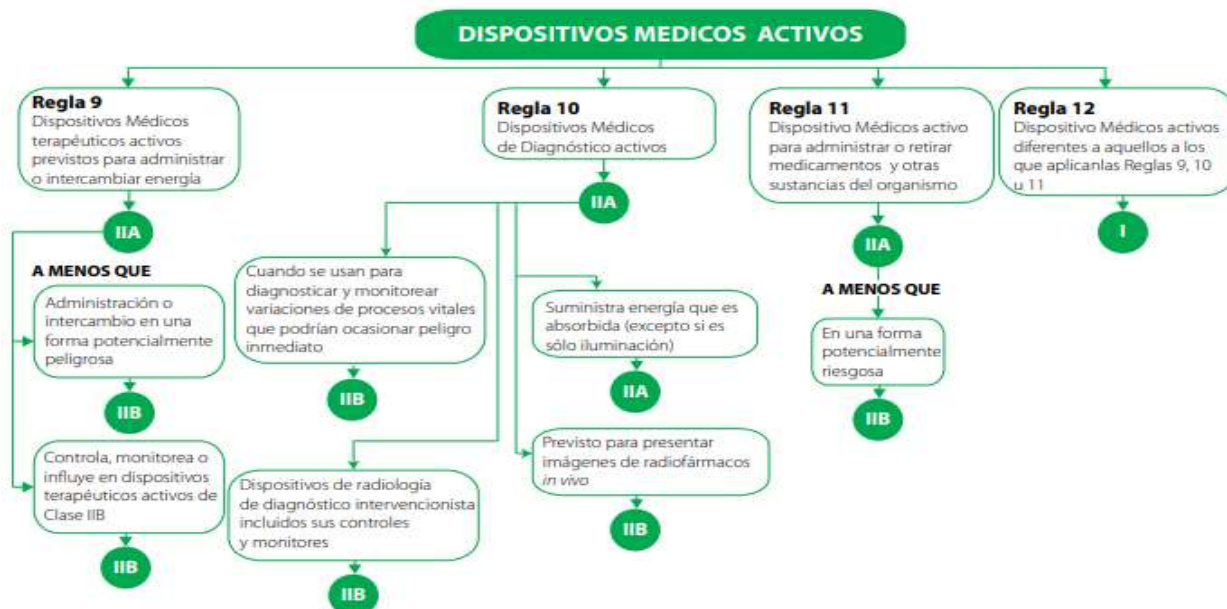 DISPOSITIVOS MEDICOS ACTIVOS
Regla 9
Dispositivos Médicos
terapéuticos activos
previstos para administrar
o intercambiar energía
IIA
A MENOS QUE
Administración o
intercambio en una
forma potencialmente
peligrosa
IIB
Controla, monitorea o
influye en dispositivos
terapéuticos activos de
Clase IIB
IIB
Regla 10
Dispositivos Médicos
de Diagnóstico activos
IIA
Cuando se usan para
diagnosticar y monitorear
variaciones de procesos vitales
que podrían ocasionar peligro
inmediato
IIB
Dispositivos de radiología
de diagnóstico intervencionista
incluidos sus controles
y monitores
IIB
Suministra energía que es
absorbida (excepto si es
sólo iluminación)
IIA
Previsto para presentar
imágenes de radiofármacos
in vivo
IIB
Regla 11
Dispositivo Médicos activo
para administrar o retirar
medicamentos y otras
sustancias del organismo
IIA
A MENOS QUE
En una forma
potencialmente
riesgosa
IIB
Regla 12
Dispositivo Médicos activos
diferentes a aquellos a los
que aplicanlas Reglas 9, 10
u 11
I